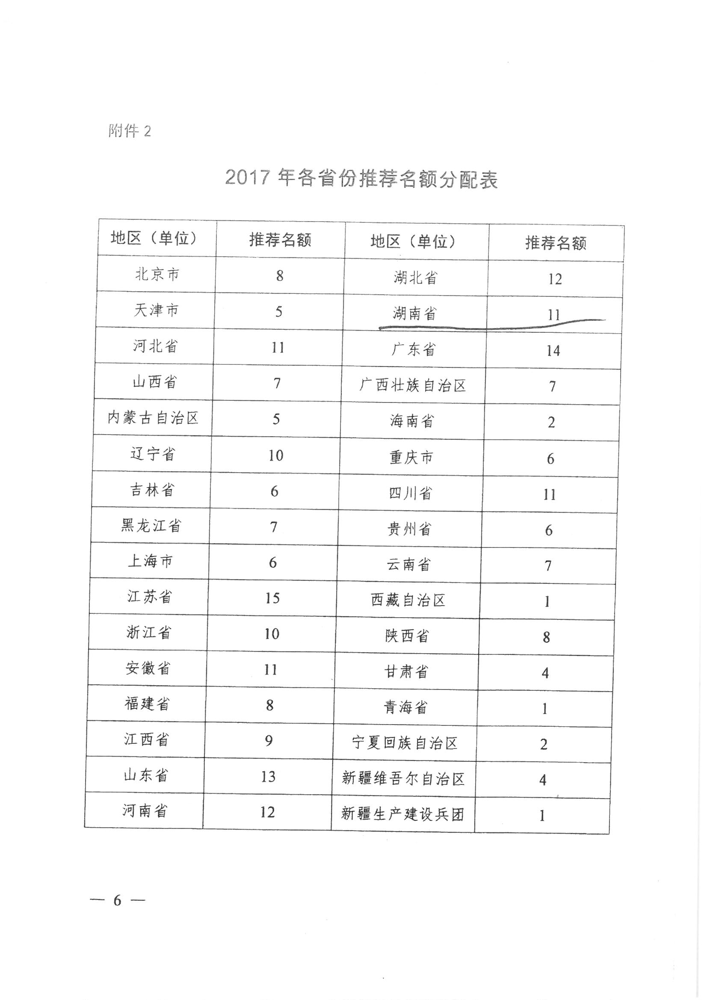 附件 2
2017 年各省份推荐名额分配表
地区（单位） 推荐名额 地区（单位） 推荐名额
北京市 8 湖北省 12
天津市 5 湖南省 11
河北省 11 广东省 14
山西省 7 广西壮族自治区 7
内蒙古自治区 5 海南省 2
辽宁省 10 重庆市 6
吉林省 6 四川省 11
黑龙江省 7 贵州省 6
上海市 6 云南省 7
江苏省 15 西藏自治区 1
浙江省 10 陕西省 8
安徽省 11 甘肃省 4
福建省 8 青海省 1
江西省 9 宁夏回族自治区 2
山东省 13 新疆维吾尔自治区 4
河南省 12 新疆生产建设兵团 1
— 6 —